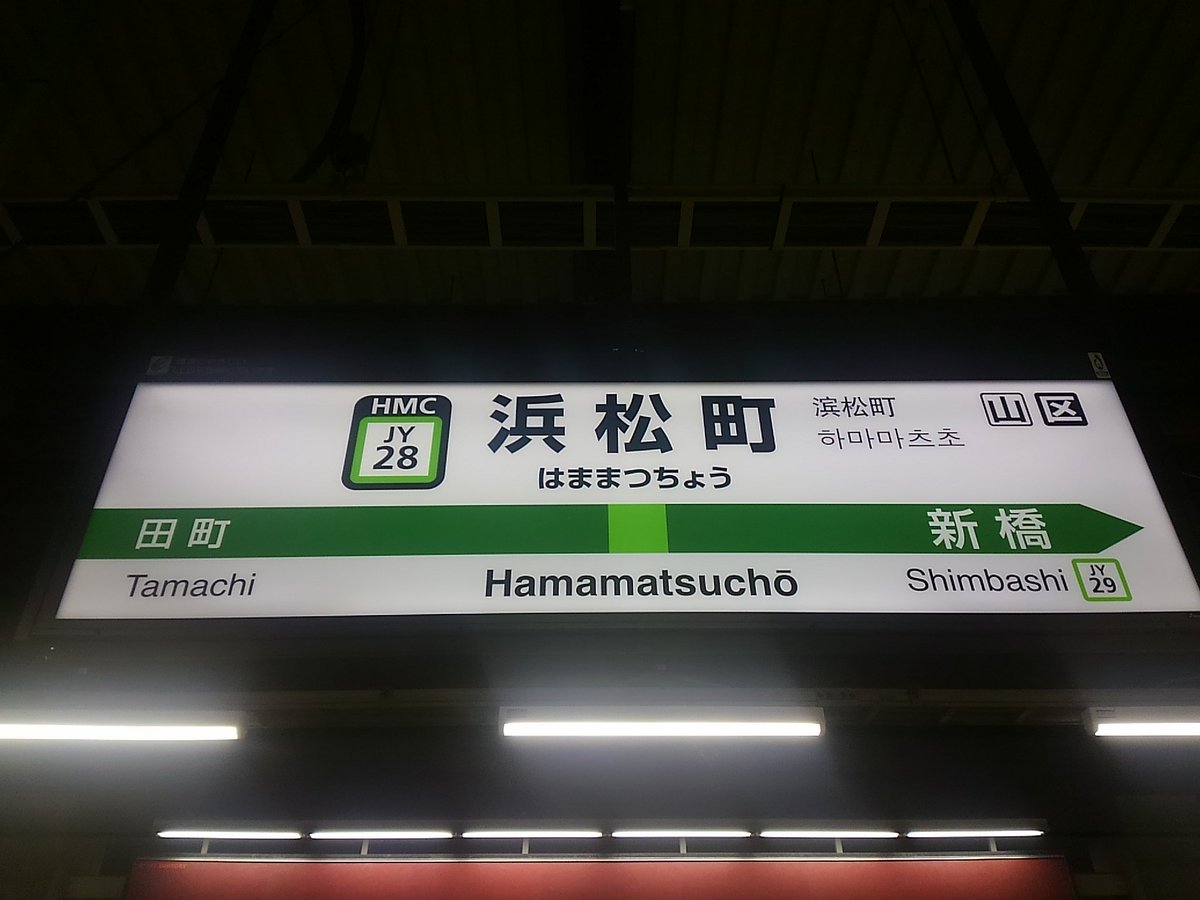 HMC
JY
28
浜松町
はままつちょう
滨松町
하마마츠초
山 区
田町
新橋
Tamachi
Hamamatsuchō
Shimbashi
JY
29